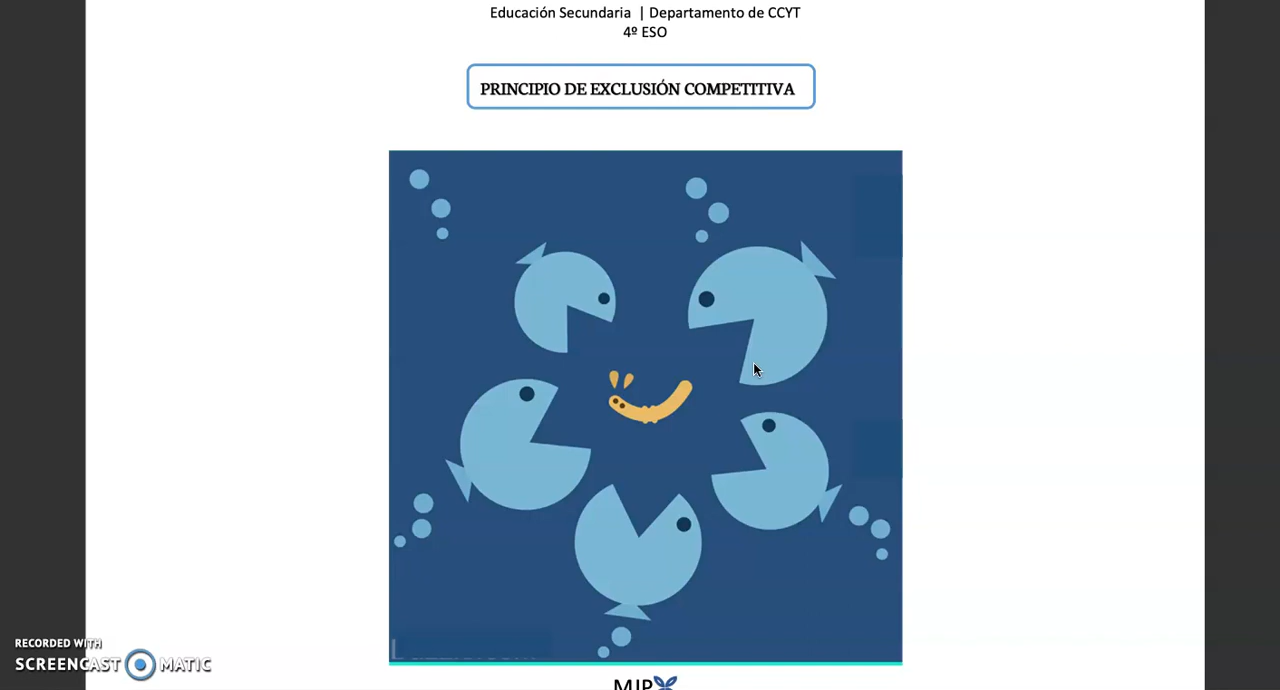 Educación Secundaria | Departamento de CCYT
4º ESO
PRINCIPIO DE EXCLUSIÓN COMPETITIVA
RECORDED WITH
SCREENCAST MATIC